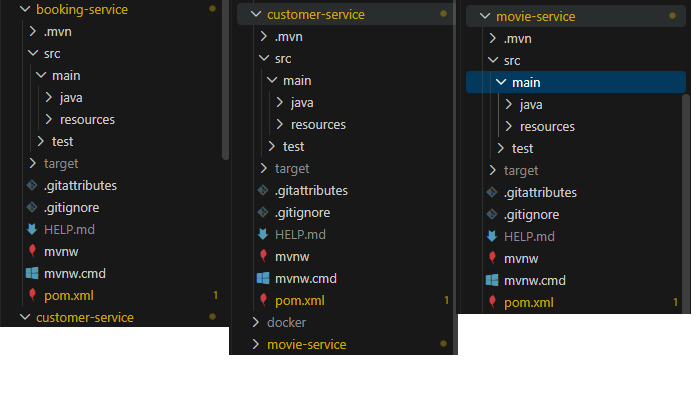 booking-service
.mvn
src
main
java
resources
test
target
.gitattributes
.gitignore
HELP.md
mvnw
mvnw.cmd
pom.xml 1
customer-service
customer-service
.mvn
src
main
java
resources
test
target
.gitattributes
.gitignore
HELP.md
mvnw
mvnw.cmd
pom.xml 1
docker
movie-service
movie-service
.mvn
src
main
java
resources
test
target
.gitattributes
.gitignore
HELP.md
mvnw
mvnw.cmd
pom.xml 1